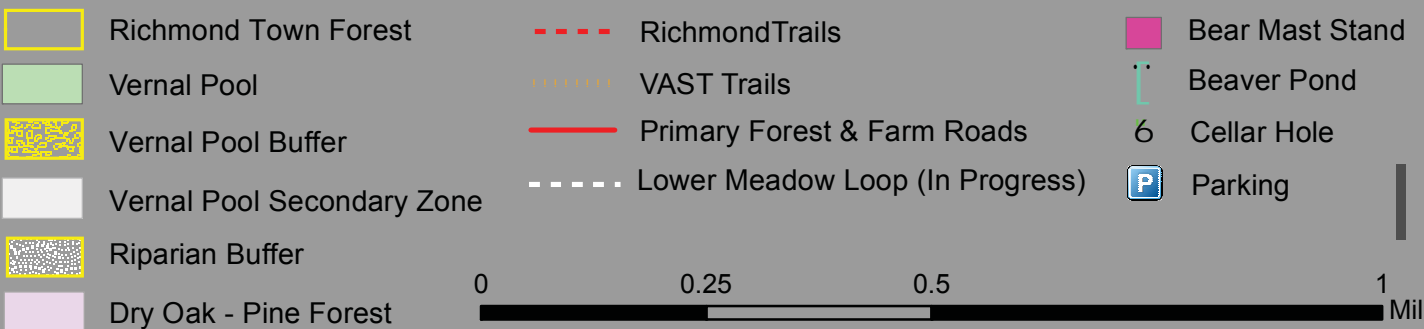 Richmond Town Forest
Vernal Pool
Vernal Pool Buffer
Vernal Pool Secondary Zone
Riparian Buffer
Dry Oak - Pine Forest
RichmondTrails
VAST Trails
Primary Forest & Farm Roads
Lower Meadow Loop (In Progress)
Bear Mast Stand
Beaver Pond
6 Cellar Hole
P Parking
0 0.25 0.5 1
Mil